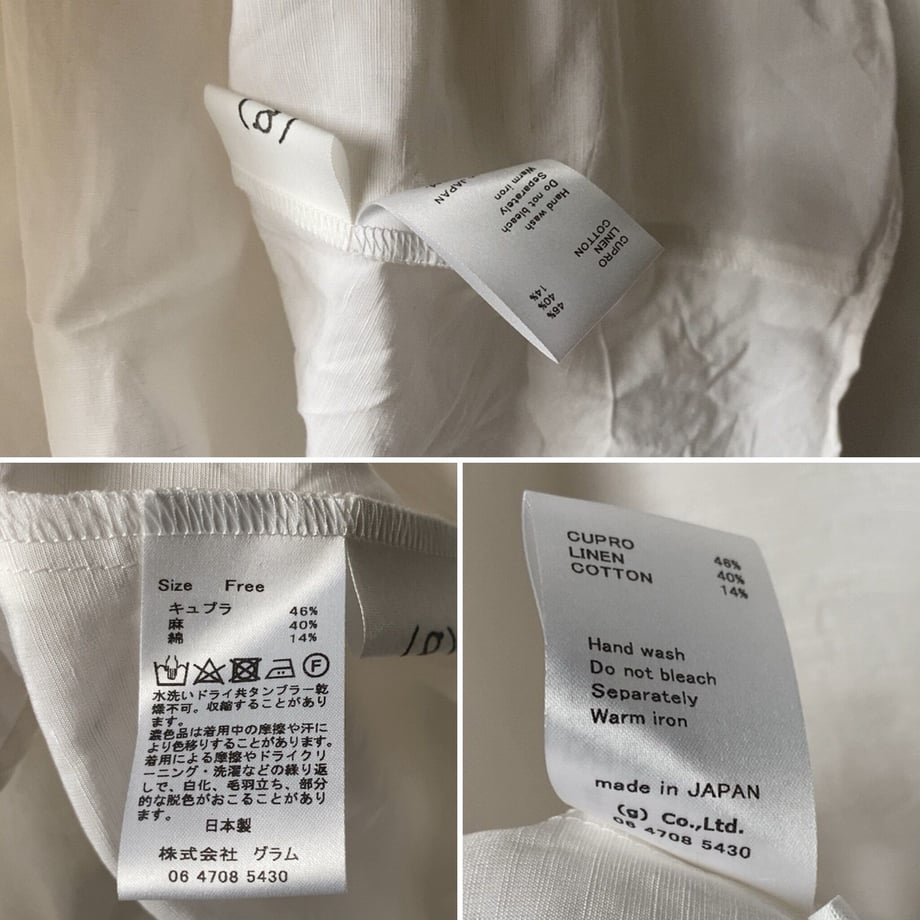 (g)
CUPRO 46%
LINEN 40%
COTTON 14%
Hand wash
Do not bleach
Separately
Warm iron
JAPAN
Size Free
キュプラ 46%
麻 40%
綿 14%
水洗いドライ共タンブラー乾
燥不可。収縮することがあり
ます。
濃色品は着用中の摩擦や汗に
より色移りすることがあります。
着用による摩擦やドライクリ
ーニング・洗濯などの繰り返
しで、白化、毛羽立ち、部分
的な脱色がおこることがあり
ます。
日本製
株式会社 グラム
06 4708 5430
(g)
CUPRO 46%
LINEN 40%
COTTON 14%
Hand wash
Do not bleach
Separately
Warm iron
made in JAPAN
(g) Co.,Ltd.
06 4708 5430